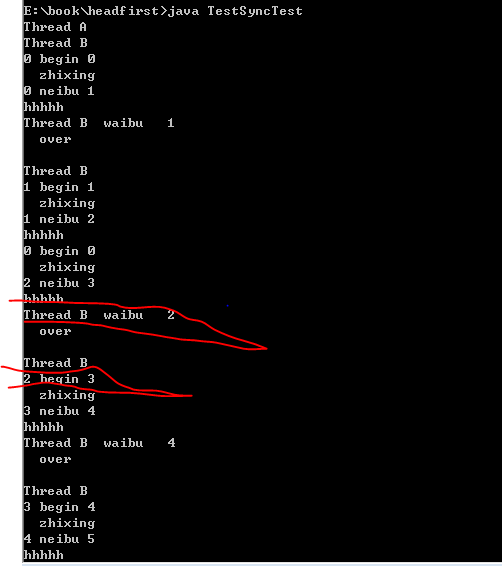 E:\book\headfirst>java TestSyncTest
Thread A
Thread B
0 begin 0
  zhixing
0 neibu 1
hhhhh
Thread B  waibu   1
  over

Thread B
1 begin 1
  zhixing
1 neibu 2
hhhhh
0 begin 0
  zhixing
2 neibu 3
hhhhh
Thread B  waibu   2
  over

Thread B
2 begin 3
  zhixing
3 neibu 4
hhhhh
Thread B  waibu   4
  over

Thread B
3 begin 4
  zhixing
4 neibu 5
hhhhh